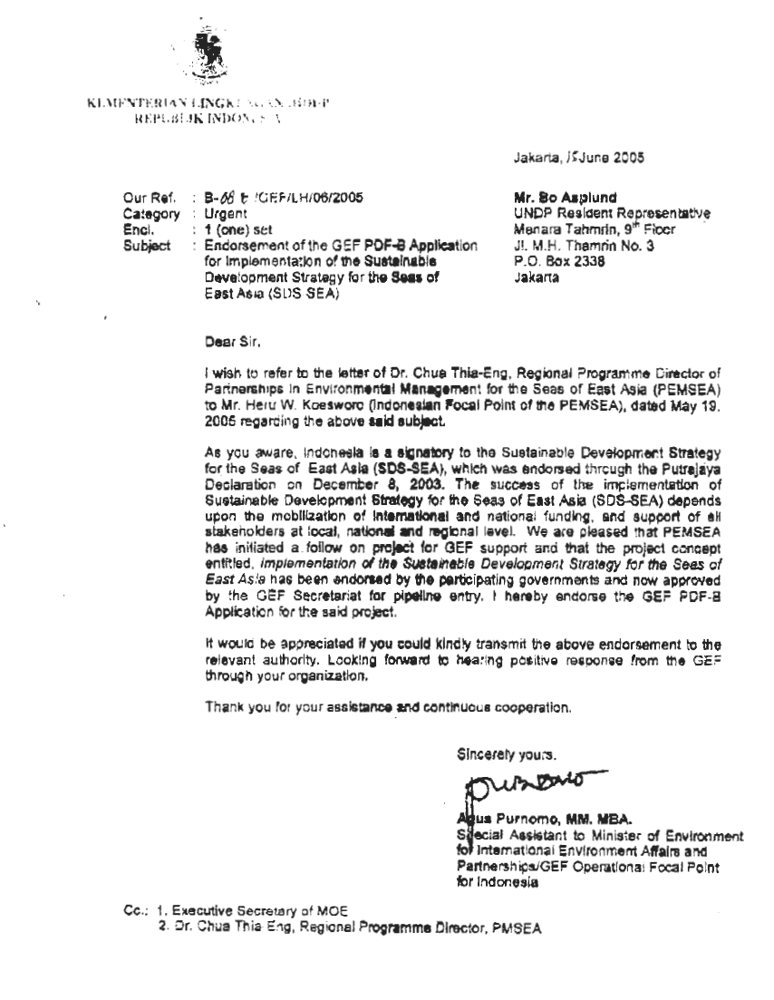 KEMENTERIAN LINGKUNGAN HIDUP
REPUBLIK INDONESIA
Jakarta, 15 June 2005
Our Ref. : B- /GEF/LH/06/2005
Category : Urgent
Encl. : 1 (one) set
Subject : Endorsement of the GEF PDF-B Application
for Implementation of the Sustainable
Development Strategy for the Seas of
East Asia (SDS-SEA)
Mr. Bo Asplund
UNDP Resident Representative
Menara Tahmrin, 9th Floor
Jl. M.H. Thamrin No. 3
P.O. Box 2338
Jakarta
Dear Sir,
I wish to refer to the letter of Dr. Chua Thia-Eng, Regional Programme Director of
Partnerships in Environmental Management for the Seas of East Asia (PEMSEA)
to Mr. Heru W. Koesworo (Indonesian Focal Point of the PEMSEA), dated May 19,
2005 regarding the above said subject.
As you aware, Indonesia is a signatory to the Sustainable Development Strategy
for the Seas of East Asia (SDS-SEA), which was endorsed through the Putrajaya
Declaration on December 8, 2003. The success of the implementation of
Sustainable Development Strategy for the Seas of East Asia (SDS-SEA) depends
upon the mobilization of International and national funding, and support of all
stakeholders at local, national and regional level. We are pleased that PEMSEA
has initiated a follow on project for GEF support and that the project concept
entitled, Implementation of the Sustainable Development Strategy for the Seas of
East Asia has been endorsed by the participating governments and now approved
by the GEF Secretariat for pipeline entry. I hereby endorse the GEF PDF-B
Application for the said project.
It would be appreciated if you could kindly transmit the above endorsement to the
relevant authority. Looking forward to hearing positive response from the GEF
through your organization.
Thank you for your assistance and continuous cooperation.
Sincerely yours,
Agus Purnomo, MM. MBA.
Special Assistant to Minister of Environment
for International Environment Affairs and
Partnerships/GEF Operational Focal Point
for Indonesia
Cc.: 1. Executive Secretary of MOE
2. Dr. Chua Thia-Eng, Regional Programme Director, PMSEA